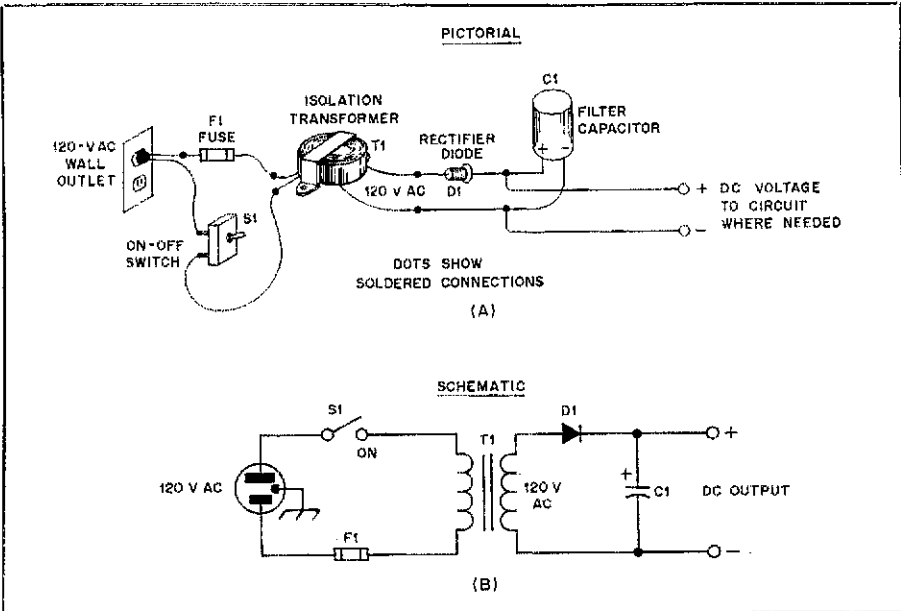 PICTORIAL
C1
ISOLATION
TRANSFORMER
FILTER
CAPACITOR
F1
FUSE
T1
RECTIFIER
DIODE
120-VAC
WALL
OUTLET
120 V AC
D1
+ -
+ DC VOLTAGE
TO CIRCUIT
WHERE NEEDED
-
S1
ON-OFF
SWITCH
DOTS SHOW
SOLDERED CONNECTIONS
(A)
SCHEMATIC
S1
D1
ON
T1
+
120 V AC
120 V
AC
+
C1
DC OUTPUT
F1
-
(B)